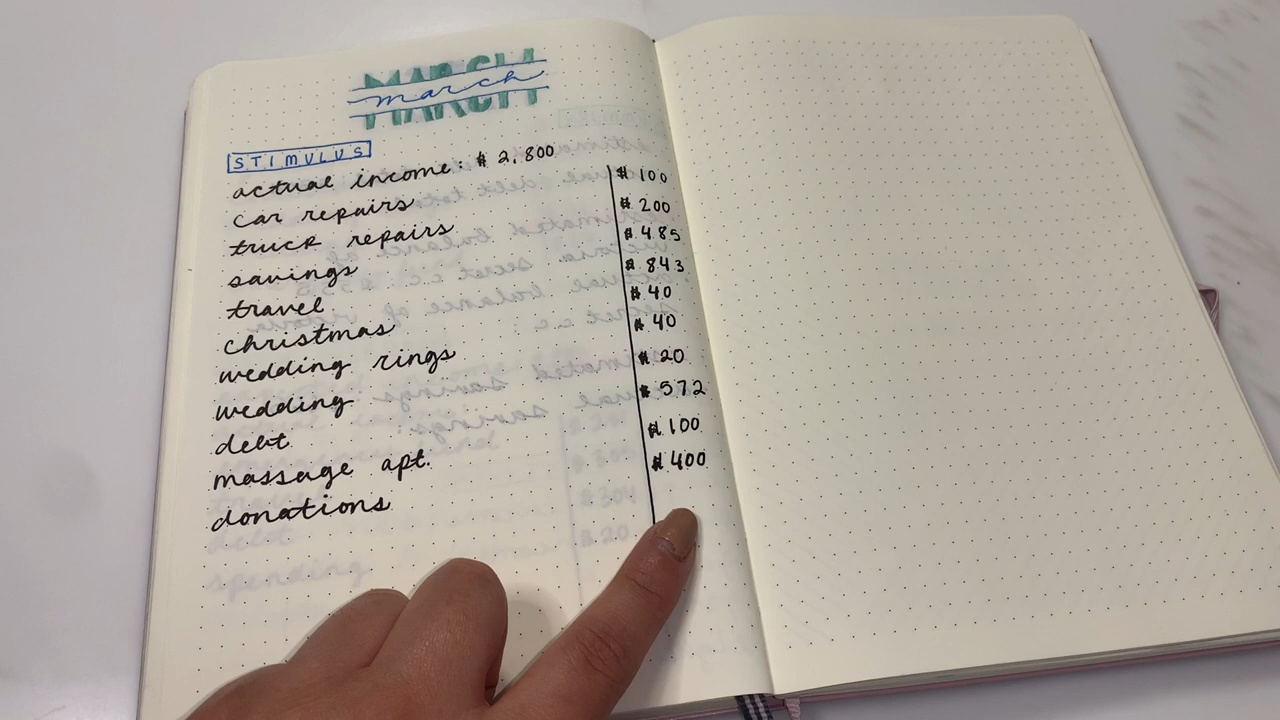 MARCH
march
STIMULUS
actual income: $ 2,800
car repairs $ 100
truck repairs $ 200
savings $ 485
travel $ 843
christmas $ 40
wedding rings $ 40
wedding $ 20
debt $ 572
massage apt. $ 100
donations $ 400